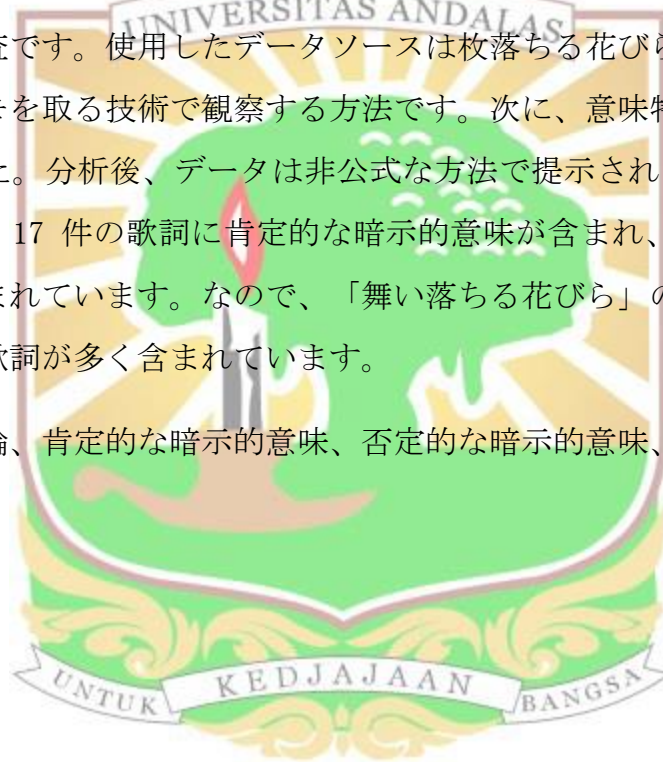 UNIVERSITAS ANDALAS
査です。使用したデータソースは枚落ちる花びら
を取る技術で観察する方法です。次に、意味特
。分析後、データは非公式な方法で提示され
17 件の歌詞に肯定的な暗示的意味が含まれ、
まれています。なので、「舞い落ちる花びら」の
歌詞が多く含まれています。
論、肯定的な暗示的意味、否定的な暗示的意味、
UNTUK KEDJAJAAN BANGSA